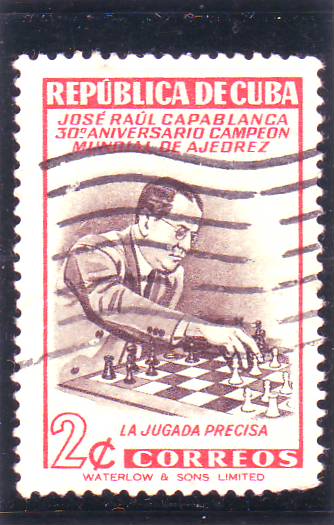 REPÚBLICA DE CUBA
JOSÉ RAÚL CAPABLANCA
30º ANIVERSARIO CAMPEON
MUNDIAL DE AJEDREZ
LA JUGADA PRECISA
2¢ CORREOS
WATERLOW & SONS LIMITED